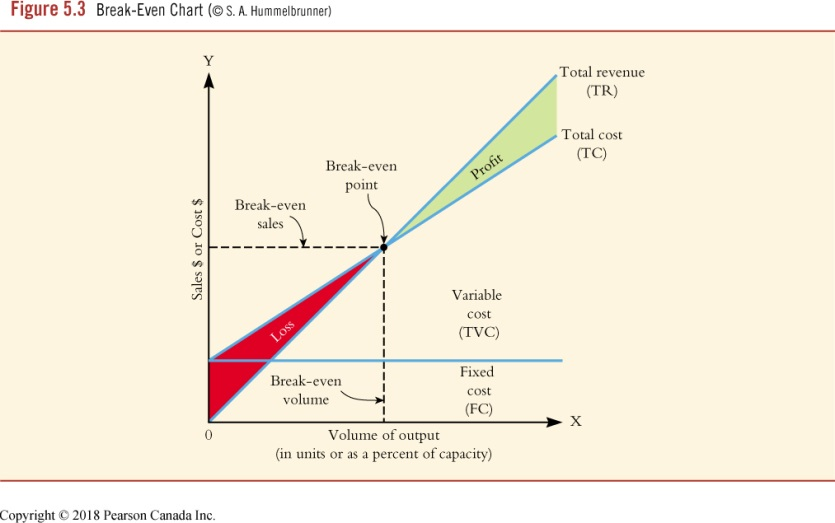 Figure 5.3 Break-Even Chart (© S. A. Hummelbrunner)
Y
Total revenue
(TR)
Total cost
(TC)
Profit
Break-even
point
Break-even
sales
Sales $ or Cost $
Variable
cost
(TVC)
Loss
Fixed
cost
(FC)
Break-even
volume
X
0
Volume of output
(in units or as a percent of capacity)
Copyright © 2018 Pearson Canada Inc.